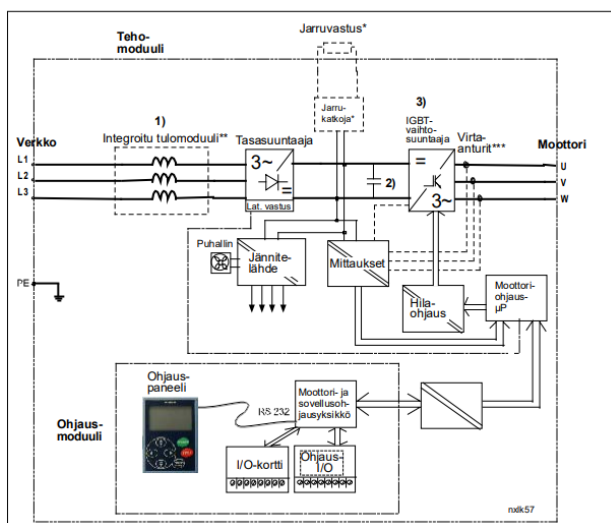 Jarruvastus*
Teho-
moduuli
Jarru-
katkoja*
3)
IGBT-
vaihto-
suuntaaja
1)
Integroitu tulomoduuli**
Tasasuuntaaja
Virta-
anturit***
Verkko
Moottori
L1
L2
L3
3~
=
Lat. vastus
2)
=
3~
U
V
W
Puhallin
Jännite-
lähde
Mittaukset
Hila-
ohjaus
Moottori-
ohjaus-
µP
PE
Ohjaus-
paneeli
RS 232
Moottori- ja
sovellusohjausyksikkö
Ohjaus-
moduuli
I/O-kortti
Ohjaus-
I/O
nxlk57